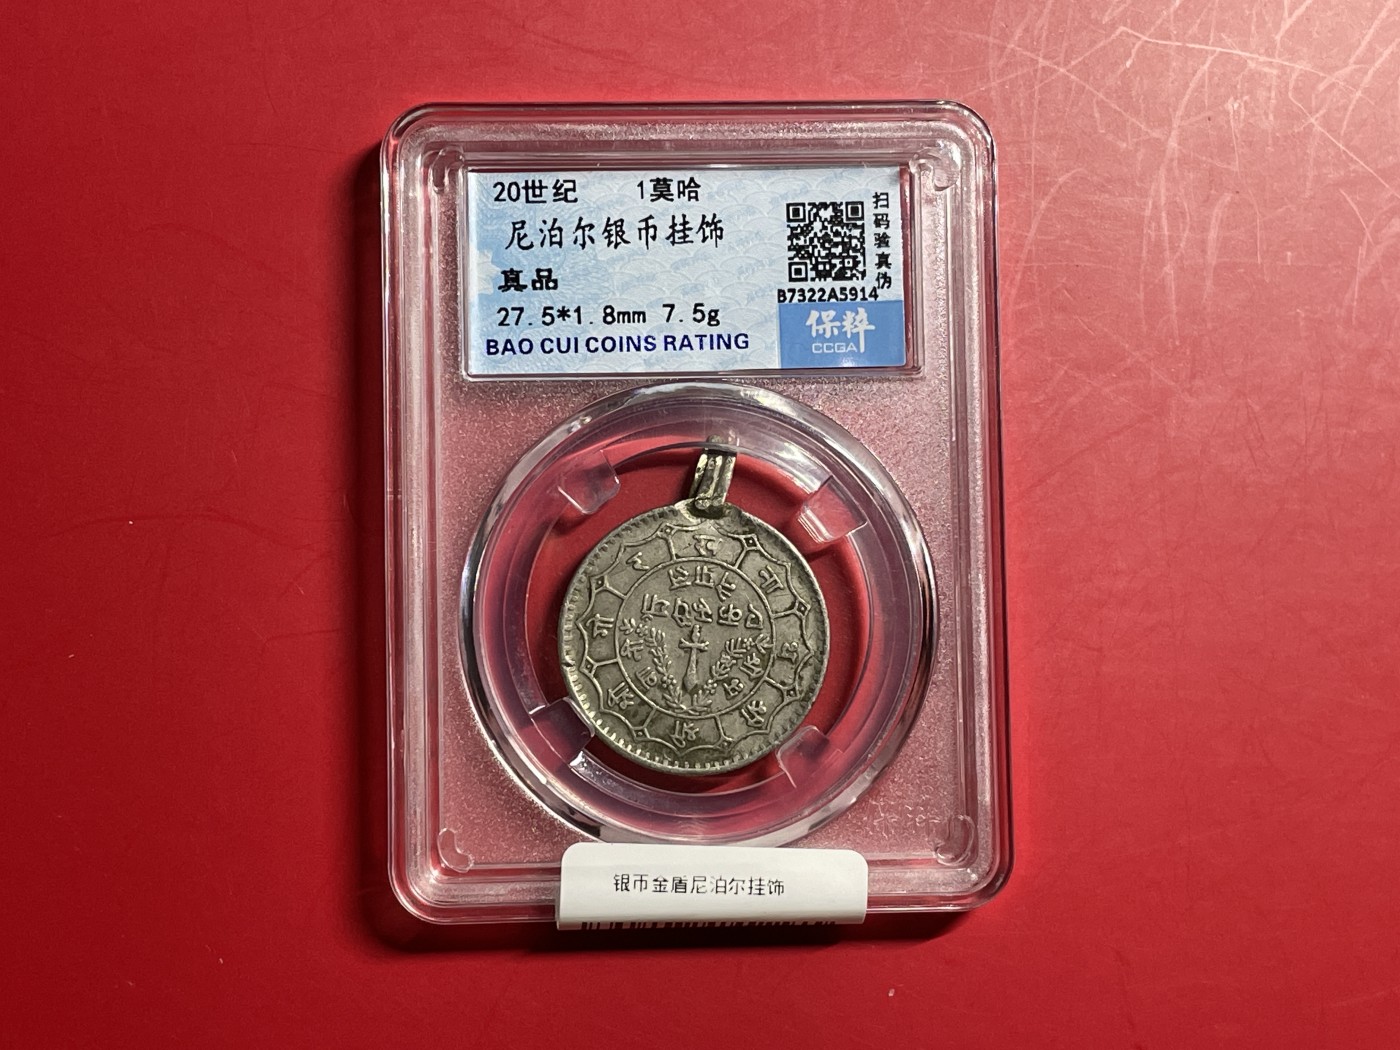 20世纪 1莫哈
尼泊尔银币挂饰
真品
27.5*1.8mm 7.5g
BAO CUI COINS RATING
扫码验真伪
B7322A5914
保粹
CCGA
银币金盾尼泊尔挂饰